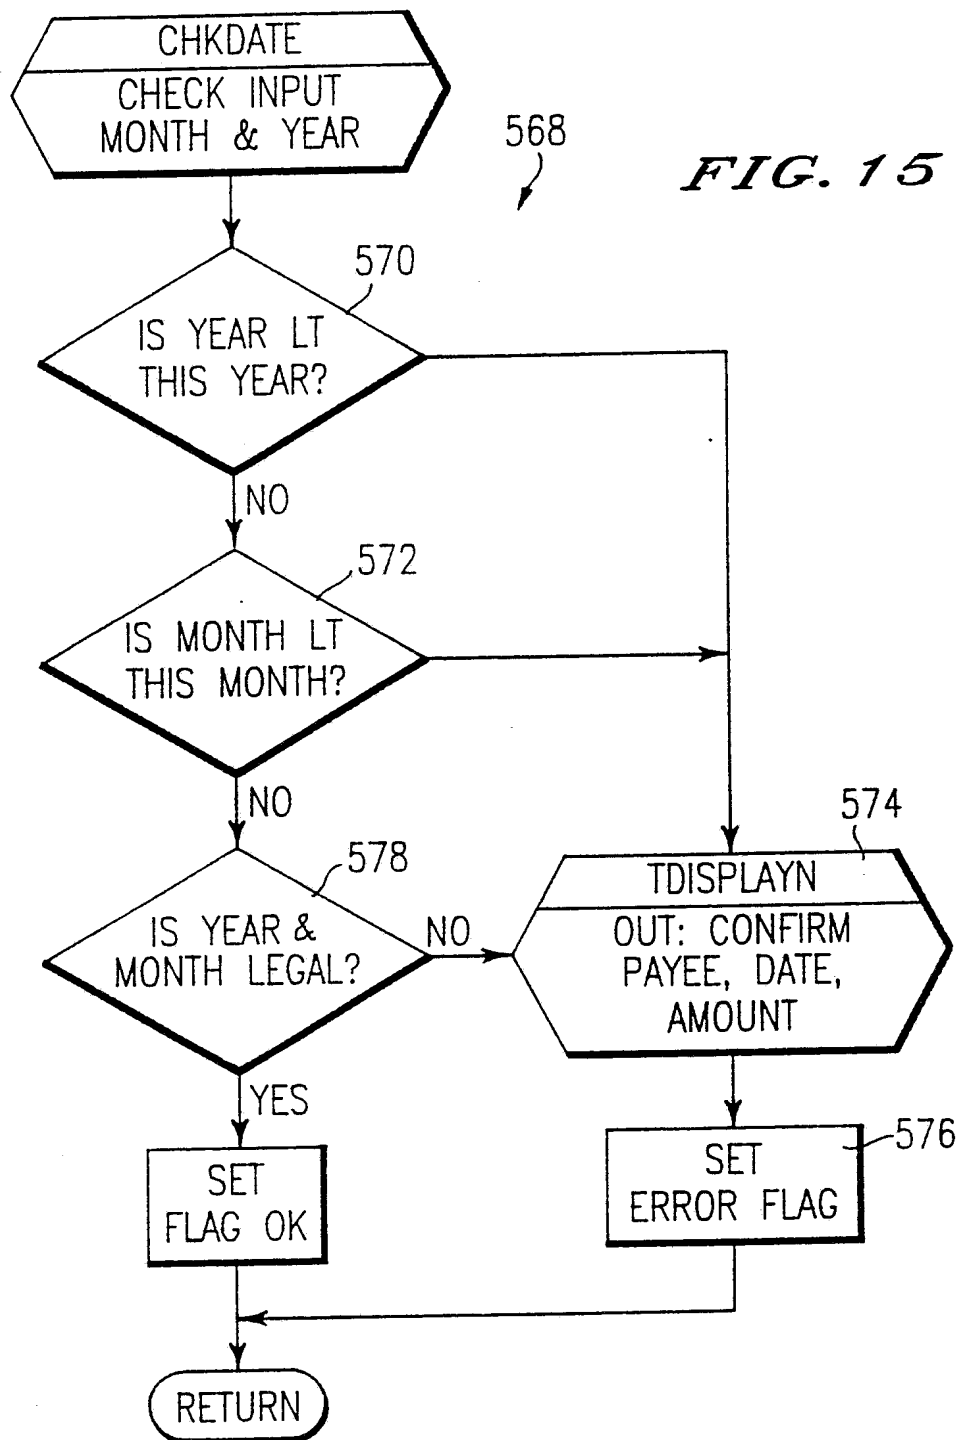 CHKDATE
CHECK INPUT
MONTH & YEAR
568
FIG. 15
570
IS YEAR LT
THIS YEAR?
NO
572
IS MONTH LT
THIS MONTH?
NO
578
IS YEAR &
MONTH LEGAL?
NO
574
TDISPLAYN
OUT: CONFIRM
PAYEE, DATE,
AMOUNT
YES
SET
FLAG OK
576
SET
ERROR FLAG
RETURN